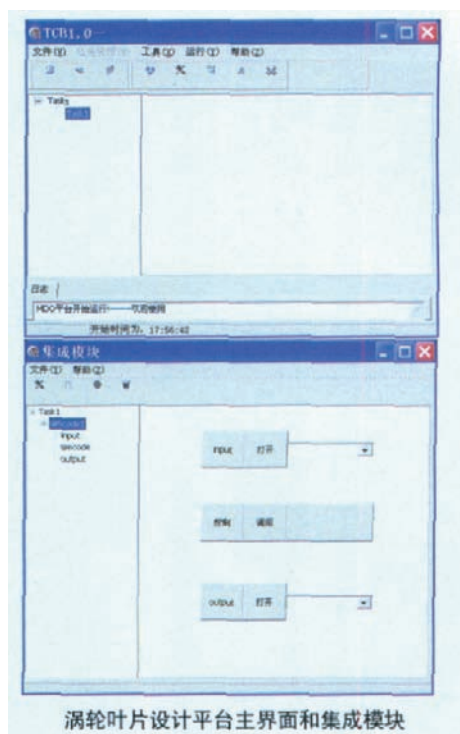 TCB1.0—
文件(Y) 工具(Q) 运行(Q) 帮助(Q)
Tasks
Task1
日志
MDO平台开始运行------欢迎使用
开始时间为: 17:56:42
集成模块
文件(Y) 帮助(Z)
Task1
input
output
input 打开
控制 调用
output 打开
涡轮叶片设计平台主界面和集成模块